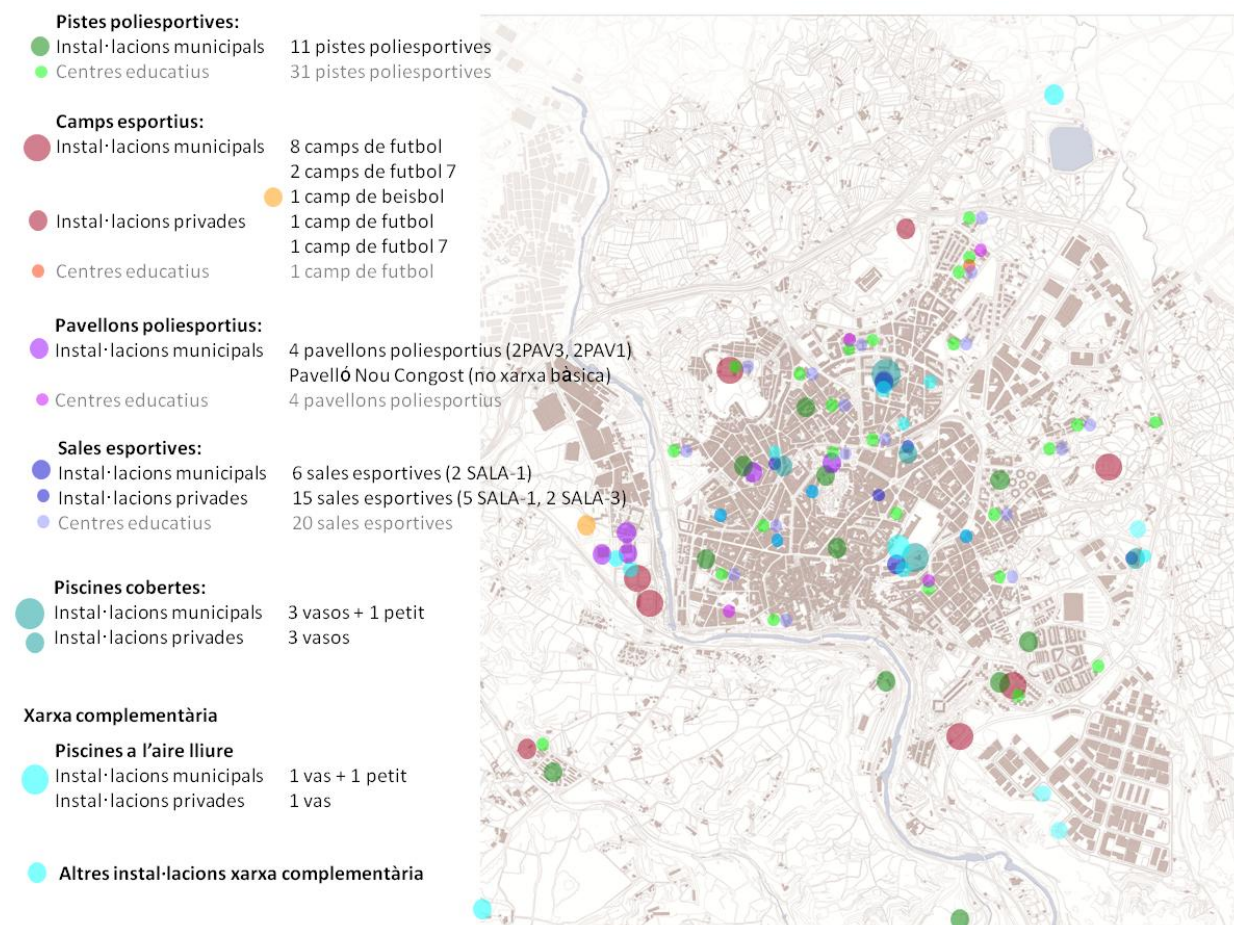 Pistes poliesportives:
Instal·lacions municipals 11 pistes poliesportives
Centres educatius 31 pistes poliesportives
Camps esportius:
Instal·lacions municipals 8 camps de futbol
2 camps de futbol 7
1 camp de beisbol
Instal·lacions privades 1 camp de futbol
1 camp de futbol 7
Centres educatius 1 camp de futbol
Pavellons poliesportius:
Instal·lacions municipals 4 pavellons poliesportius (2PAV3, 2PAV1)
Pavelló Nou Congost (no xarxa bàsica)
Centres educatius 4 pavellons poliesportius
Sales esportives:
Instal·lacions municipals 6 sales esportives (2 SALA-1)
Instal·lacions privades 15 sales esportives (5 SALA-1, 2 SALA-3)
Centres educatius 20 sales esportives
Piscines cobertes:
Instal·lacions municipals 3 vasos + 1 petit
Instal·lacions privades 3 vasos
Xarxa complementària
Piscines a l'aire lliure
Instal·lacions municipals 1 vas + 1 petit
Instal·lacions privades 1 vas
Altres instal·lacions xarxa complementària